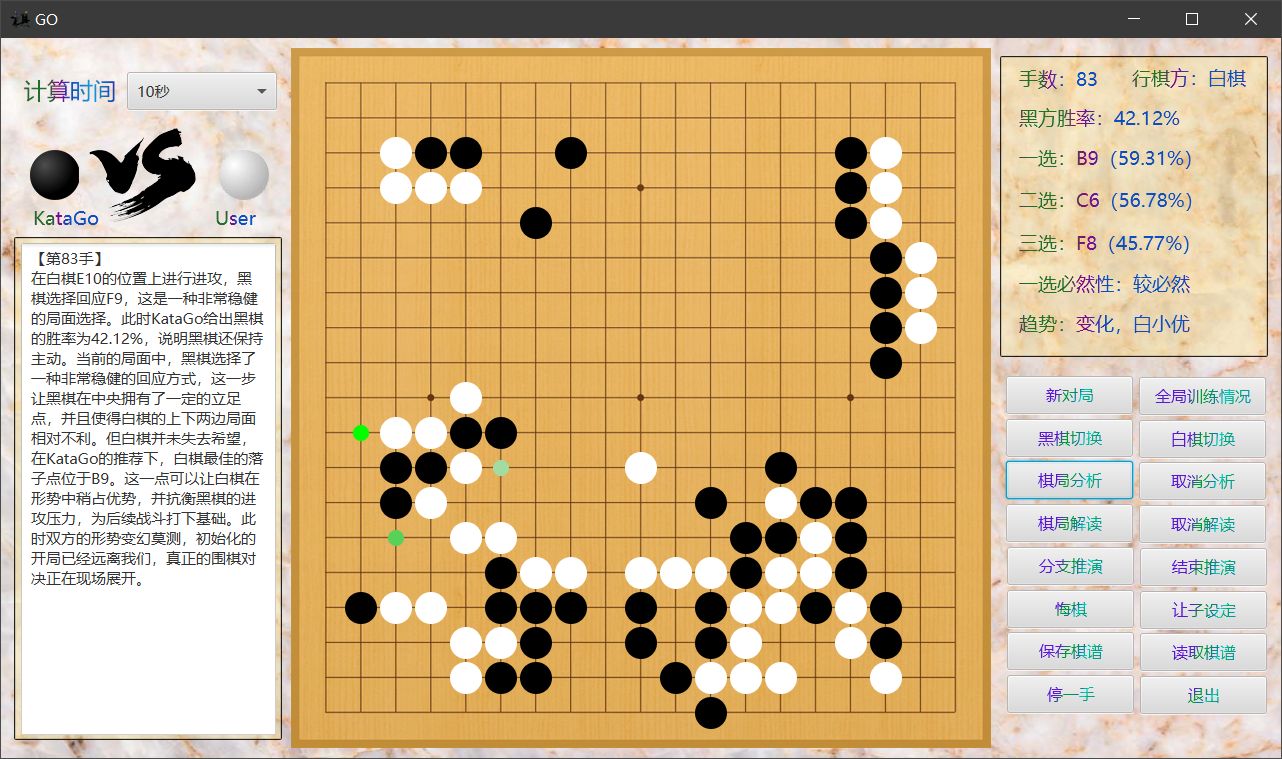 GO
计算时间 10秒
KataGo User
【第83手】
在白棋E10的位置上进行进攻，黑
棋选择回应F9，这是一种非常稳健
的局面选择。此时KataGo给出黑棋
的胜率为42.12%，说明黑棋还保持
主动。当前的局面中，黑棋选择了
一种非常稳健的回应方式，这一步
让黑棋在中央拥有了一定的立足
点，并且使得白棋的上下两边局面
相对不利。但白棋并未失去希望，
在KataGo的推荐下，白棋最佳的落
子点位于B9。这一点可以让白棋在
形势中稍占优势，并抗衡黑棋的进
攻压力，为后续战斗打下基础。此
时双方的形势变幻莫测，初始化的
开局已经远离我们，真正的围棋对
决正在现场展开。
手数：83 行棋方：白棋
黑方胜率：42.12%
一选：B9（59.31%）
二选：C6（56.78%）
三选：F8（45.77%）
一选必然性：较必然
趋势：变化，白小优
新对局 全局训练情况
黑棋切换 白棋切换
棋局分析 取消分析
棋局解读 取消解读
分支推演 结束推演
悔棋 让子设定
保存棋谱 读取棋谱
停一手 退出
VS